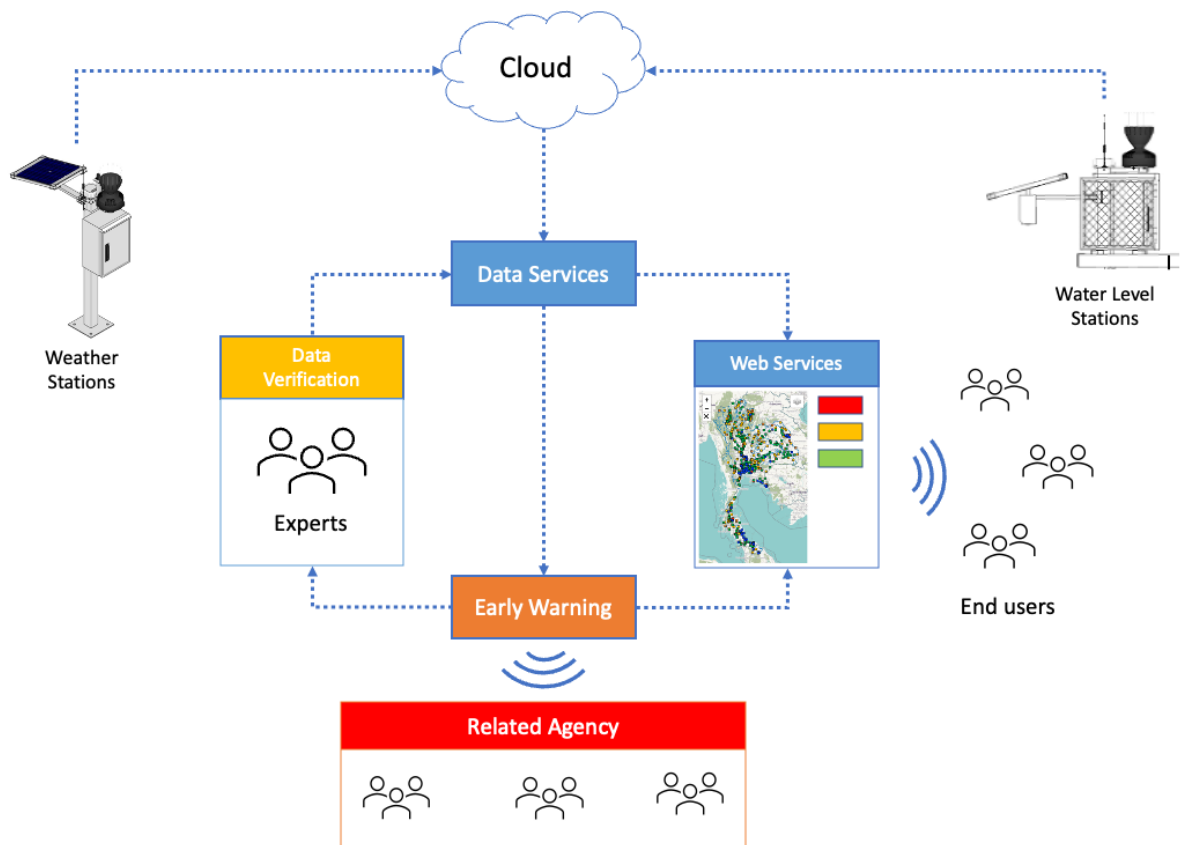 Cloud
Data Services
Water Level
Stations
Weather
Stations
Data
Verification
Web Services
+
−
×
Experts
Early Warning
End users
Related Agency